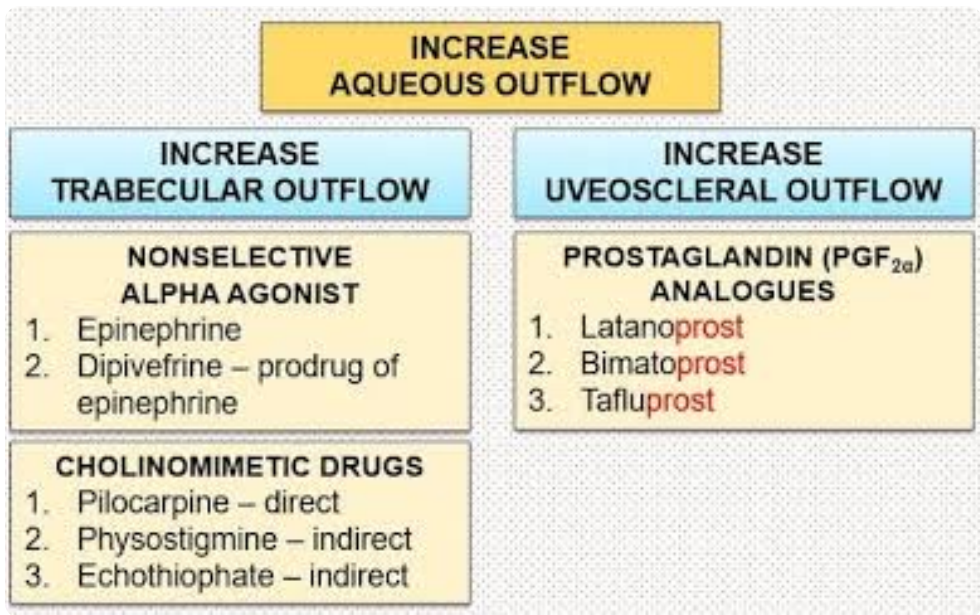 INCREASE
AQUEOUS OUTFLOW
INCREASE
TRABECULAR OUTFLOW
NONSELECTIVE
ALPHA AGONIST
1. Epinephrine
2. Dipivefrine – prodrug of
epinephrine
CHOLINOMIMETIC DRUGS
1. Pilocarpine – direct
2. Physostigmine – indirect
3. Echothiophate – indirect
INCREASE
UVEOSCLERAL OUTFLOW
PROSTAGLANDIN (PGF2α)
ANALOGUES
1. Latanoprost
2. Bimatoprost
3. Tafluprost